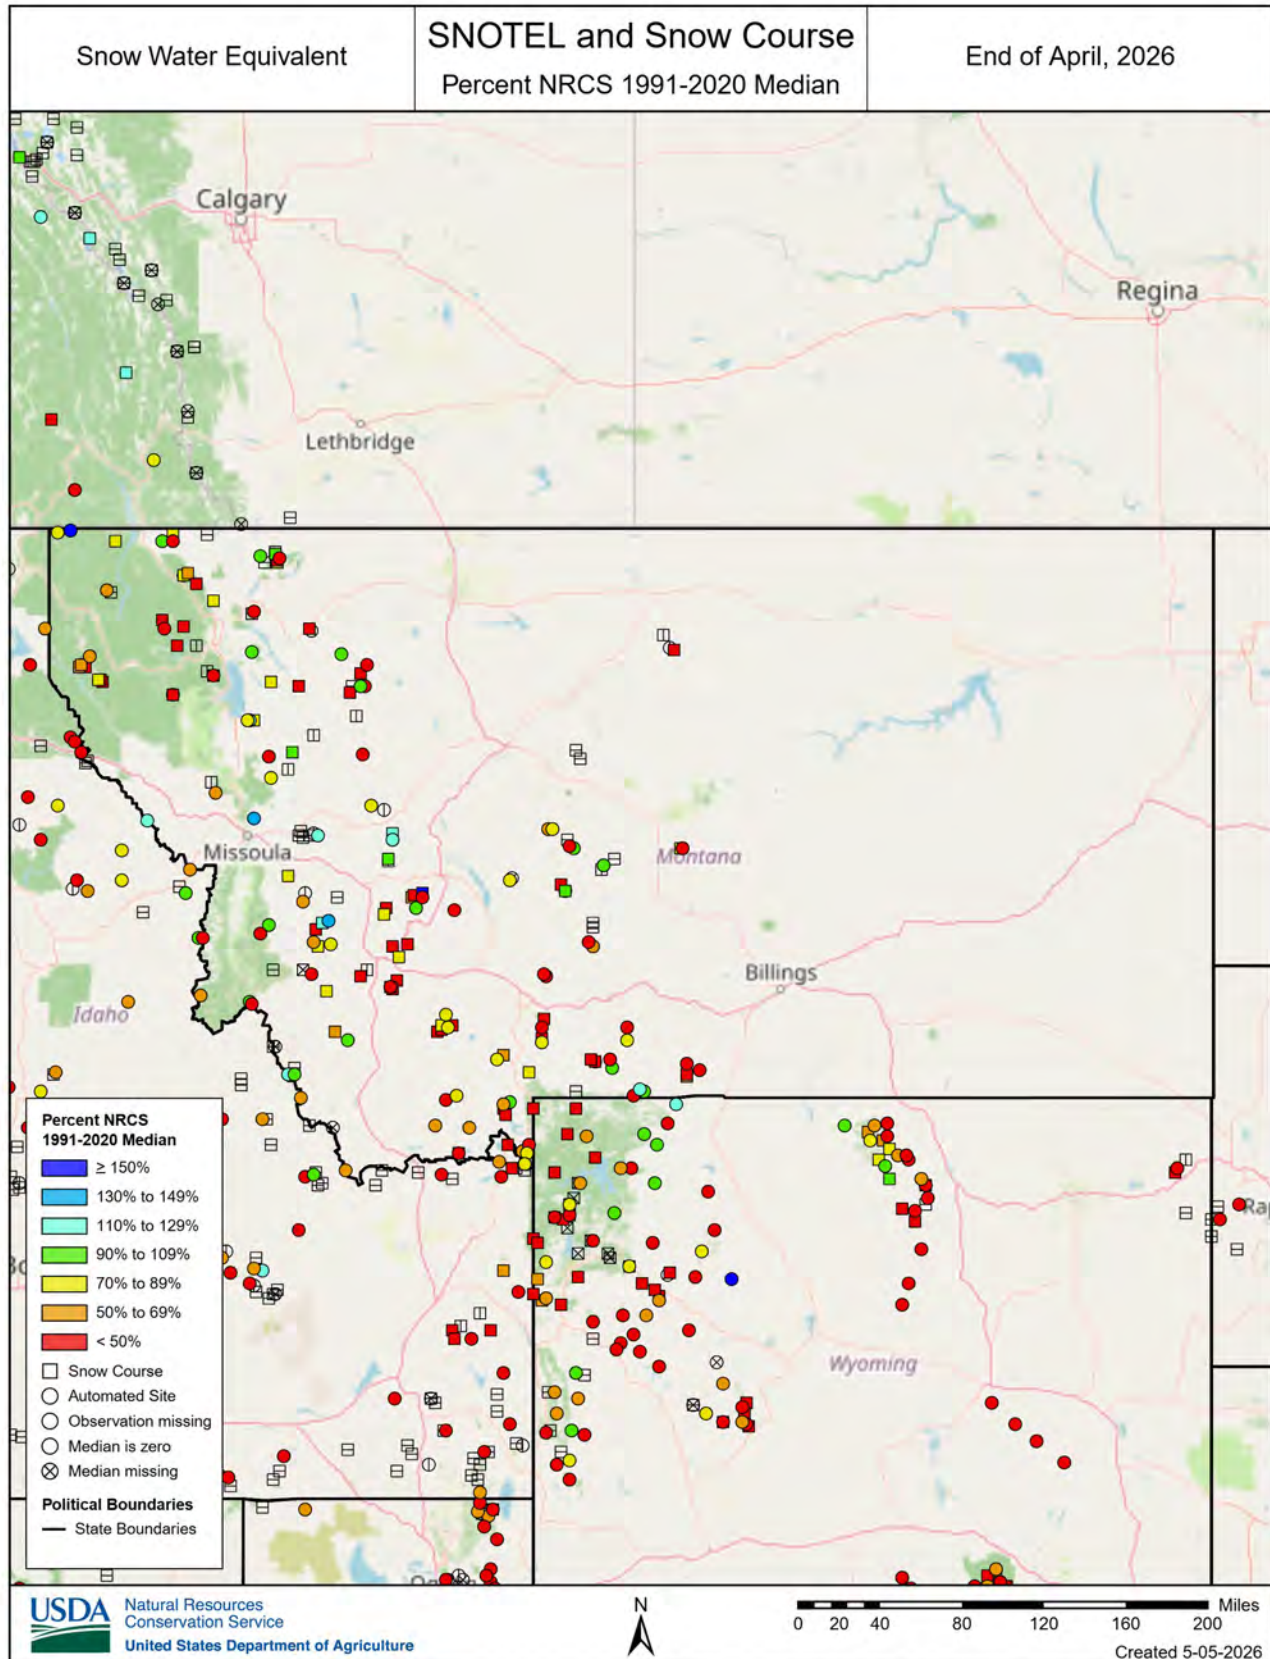 Snow Water Equivalent
SNOTEL and Snow Course
Percent NRCS 1991-2020 Median
End of April, 2026
Calgary
Regina
Lethbridge
Missoula
Montana
Billings
Idaho
Wyoming
Percent NRCS
1991-2020 Median
≥ 150%
130% to 149%
110% to 129%
90% to 109%
70% to 89%
50% to 69%
< 50%
Snow Course
Automated Site
Observation missing
Median is zero
Median missing
Political Boundaries
State Boundaries
USDA
Natural Resources
Conservation Service
United States Department of Agriculture
N
Miles
0 20 40 80 120 160 200
Created 5-05-2026